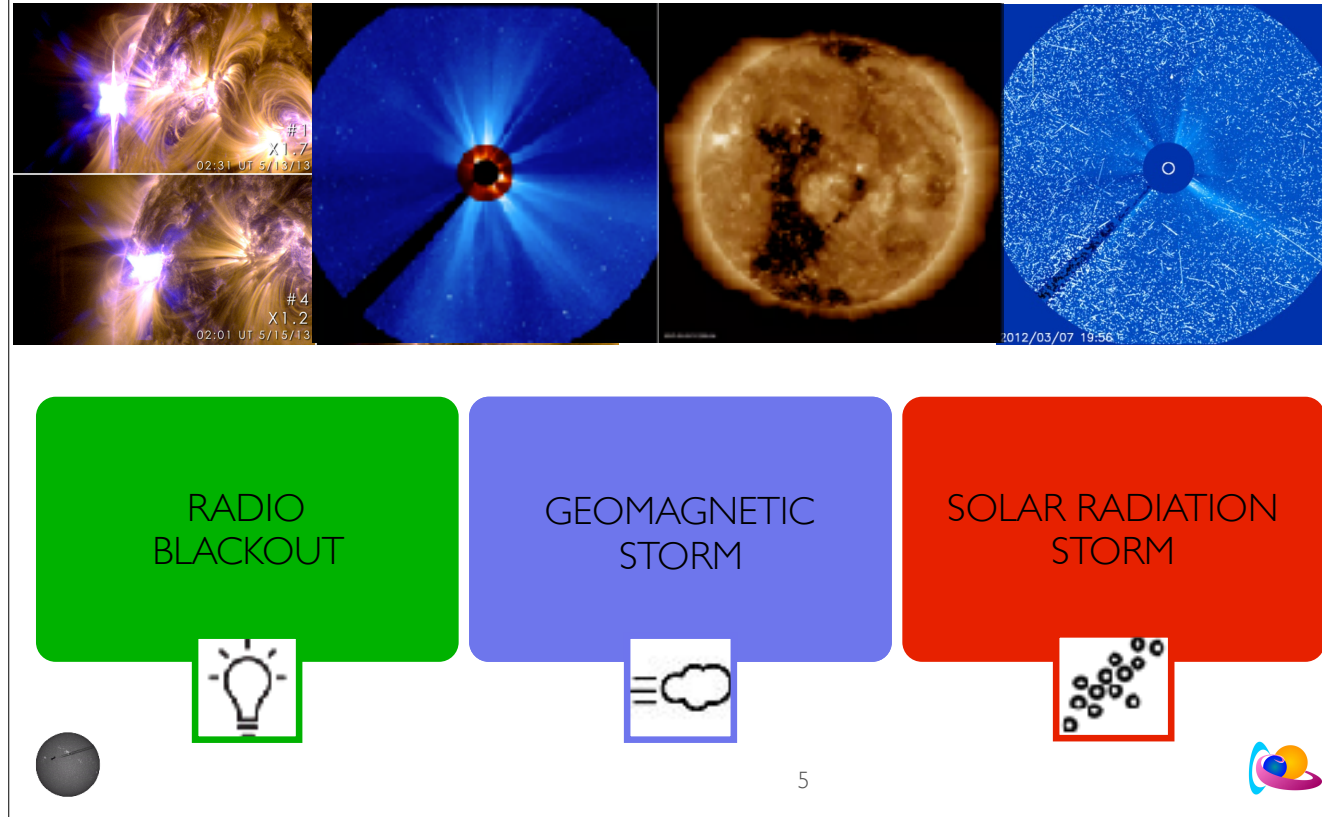 #1
X1.7
02:31 UT 5/13/13
#4
X1.2
02:01 UT 5/15/13
2012/03/07 19:56
RADIO
BLACKOUT
GEOMAGNETIC
STORM
SOLAR RADIATION
STORM
5